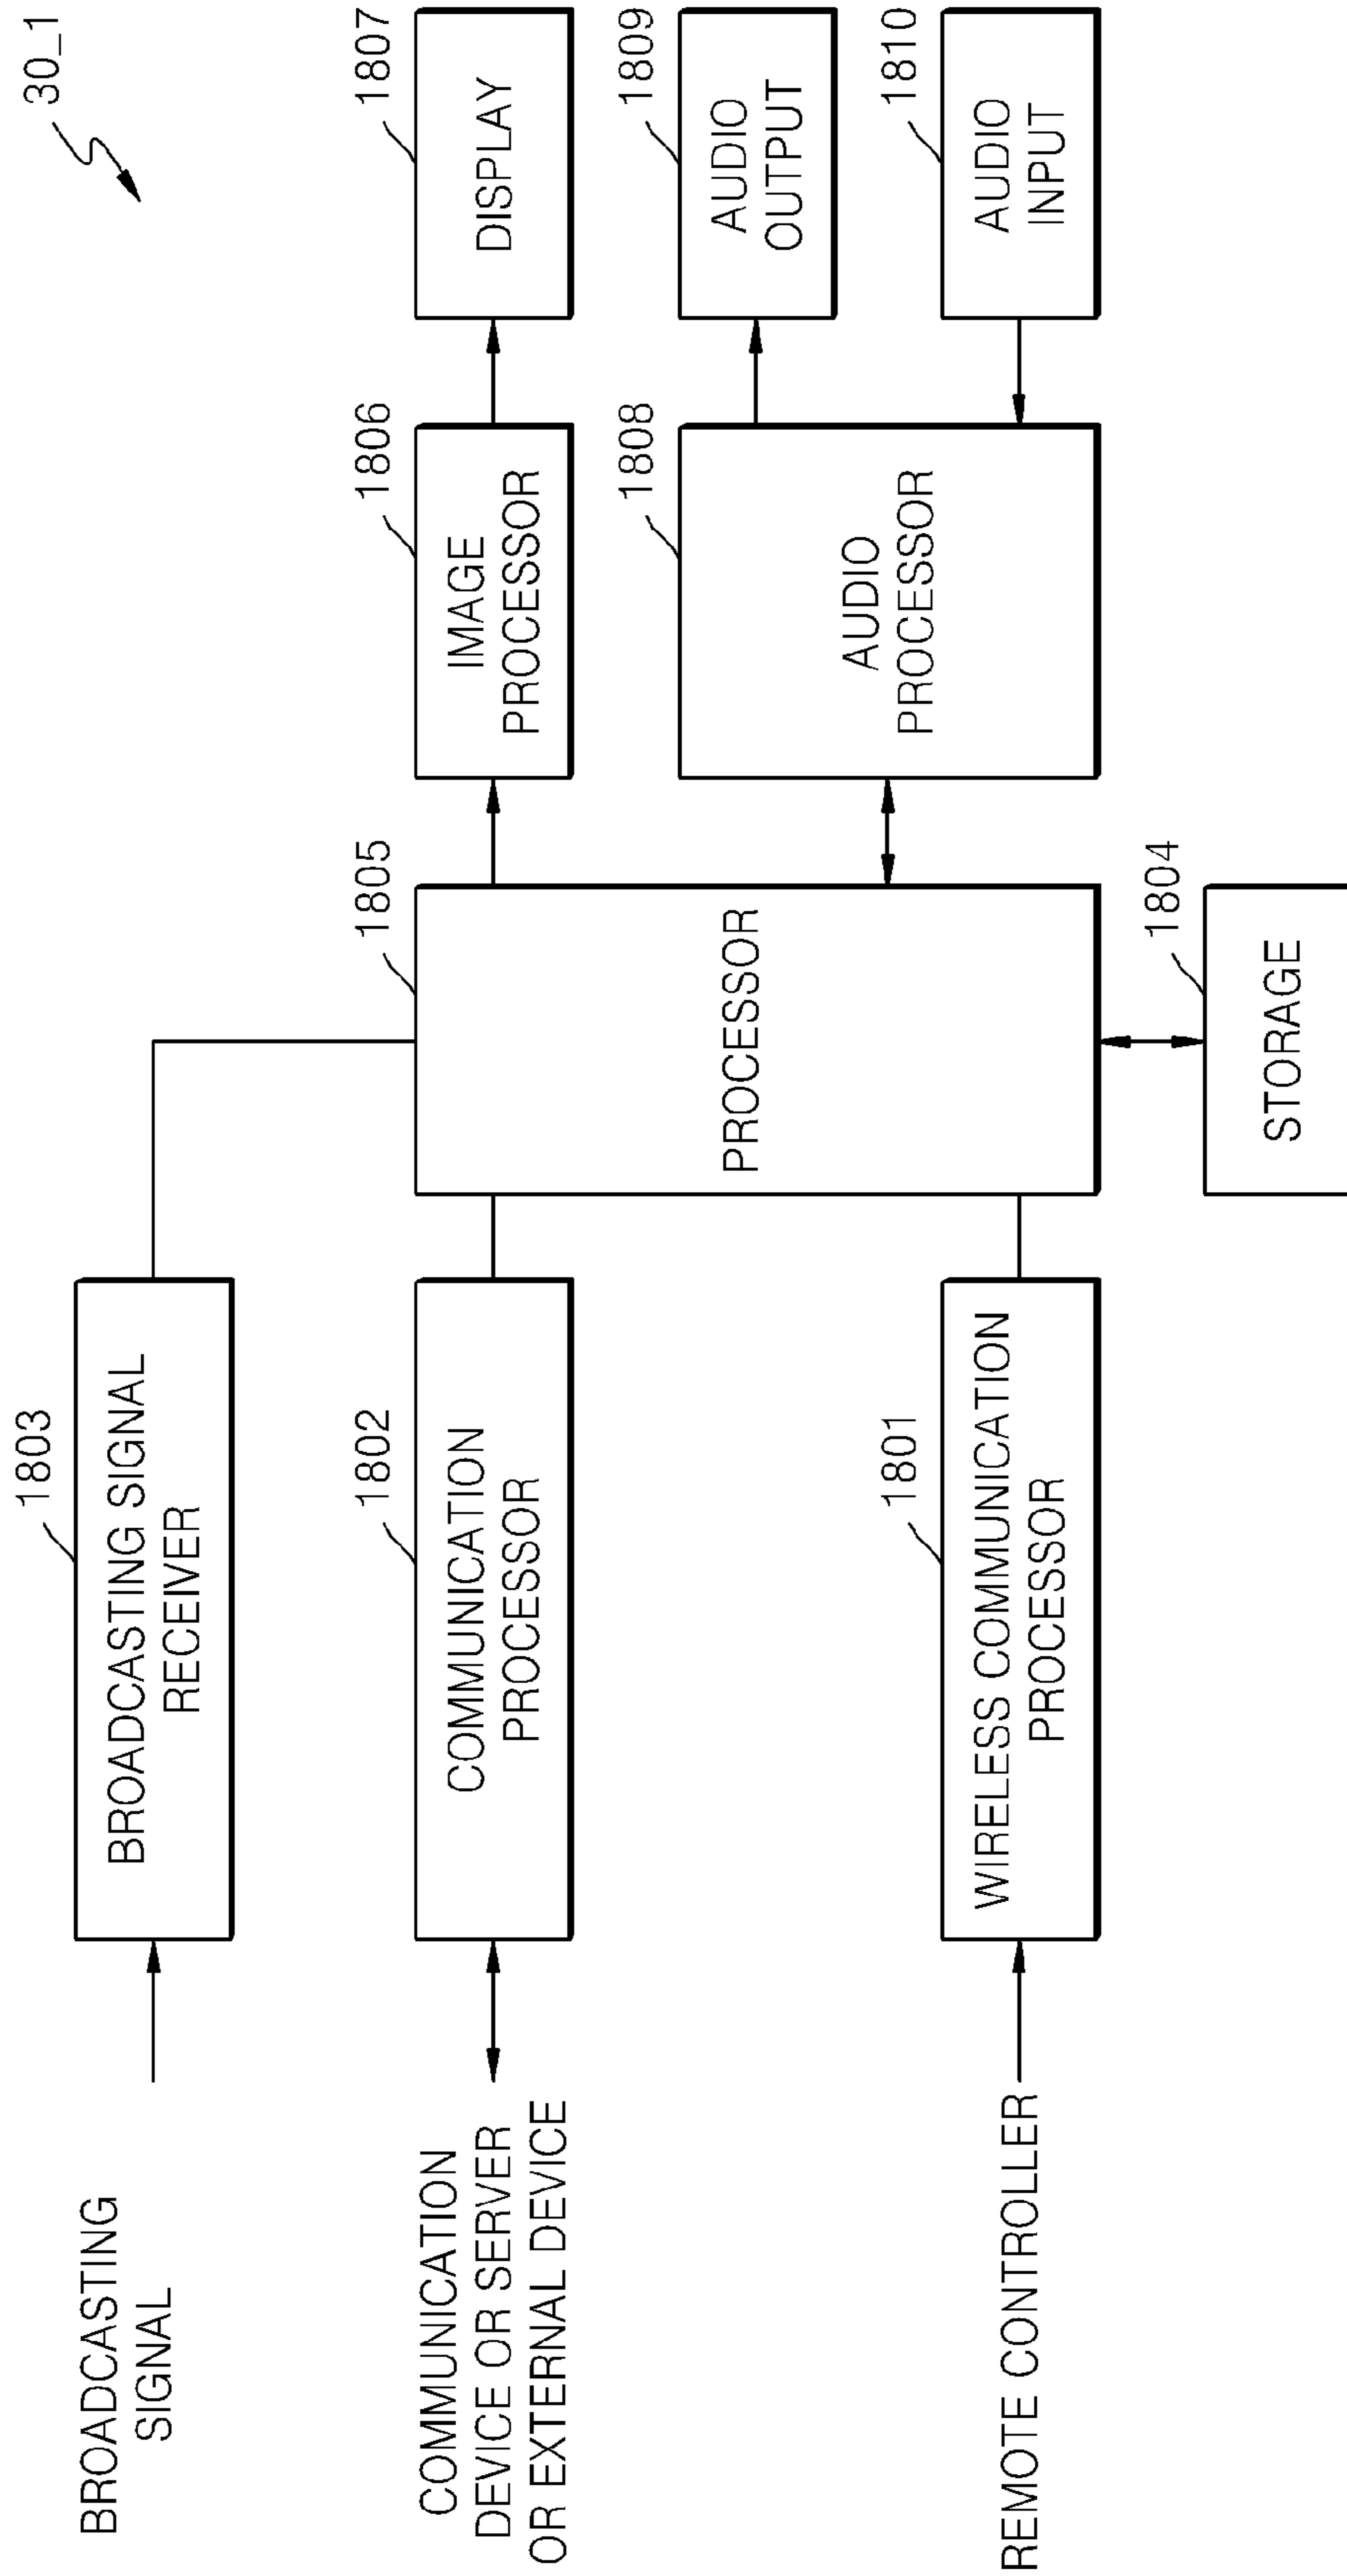 30_1
1803
BROADCASTING
SIGNAL
BROADCASTING SIGNAL
RECEIVER
1802
1805
1806
1807
COMMUNICATION
DEVICE OR SERVER
OR EXTERNAL DEVICE
COMMUNICATION
PROCESSOR
IMAGE
PROCESSOR
DISPLAY
1808
1809
PROCESSOR
AUDIO
PROCESSOR
AUDIO
OUTPUT
1801
1810
REMOTE CONTROLLER
WIRELESS COMMUNICATION
PROCESSOR
AUDIO
INPUT
1804
STORAGE